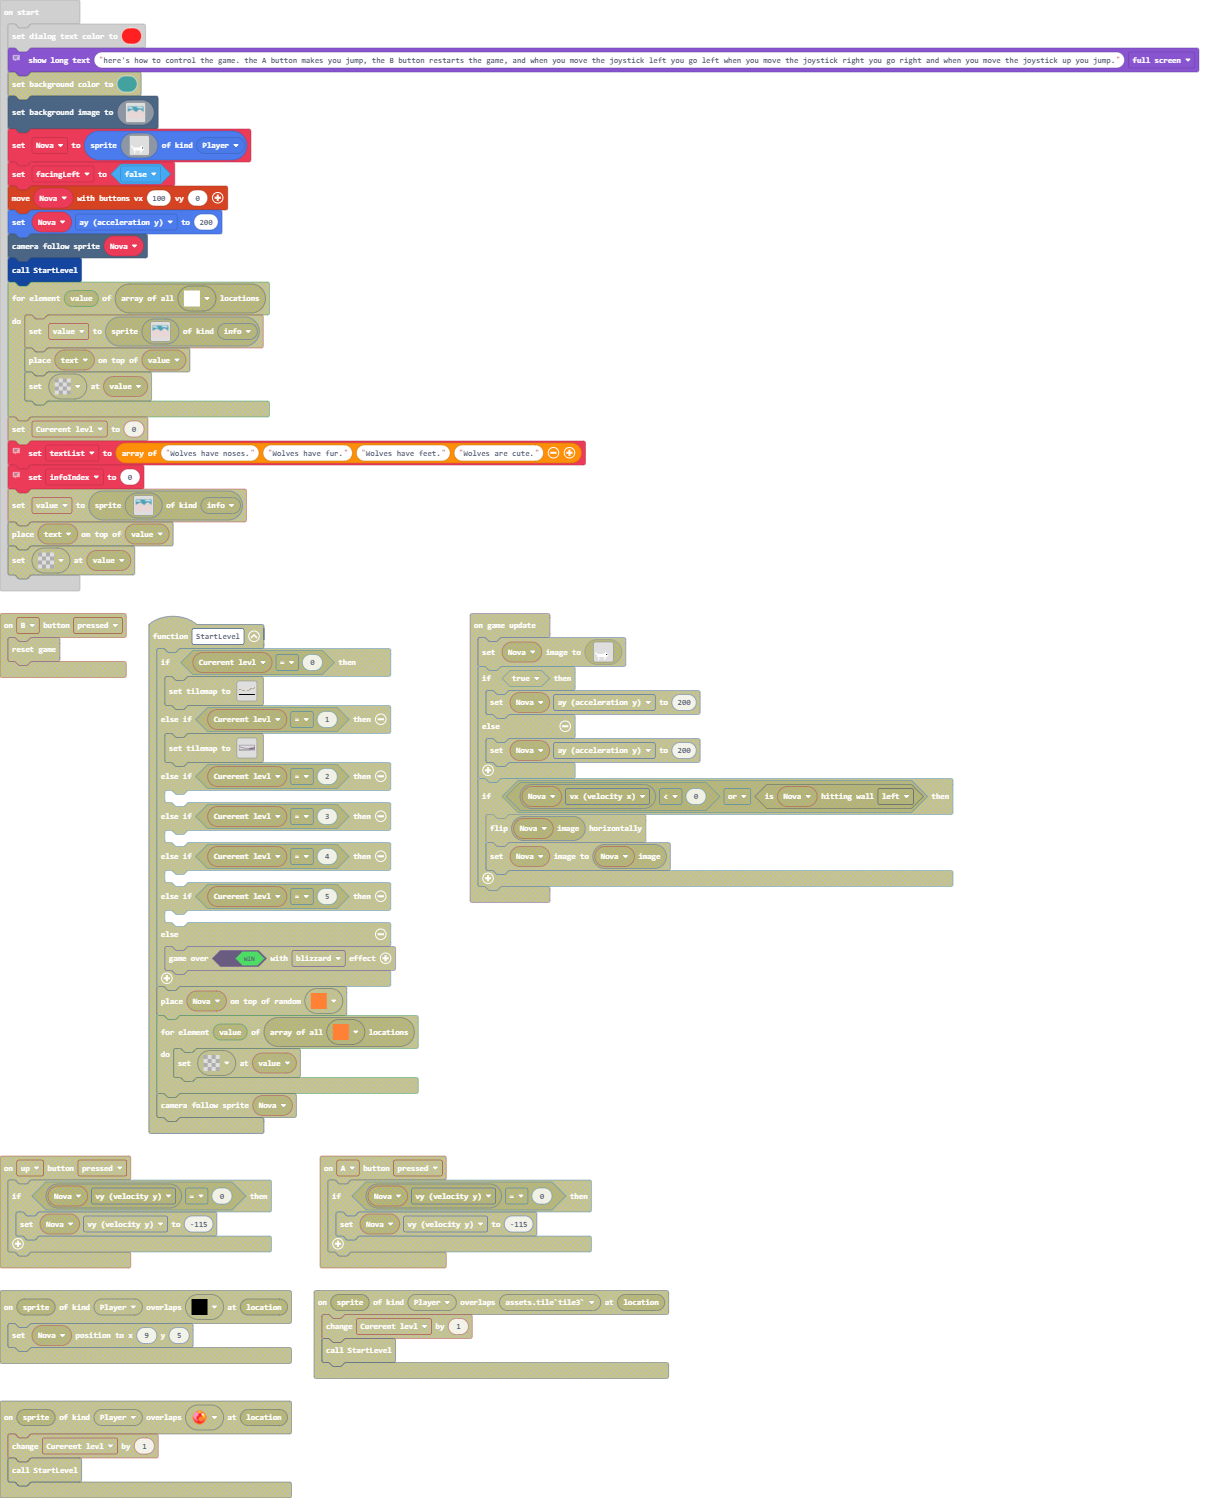 on start
set dialog text color to
show long text "here's how to control the game. the A button makes you jump, the B button restarts the game, and when you move the joystick left you go left when you move the joystick right you go right and when you move the joystick up you jump." full screen
set background color to
set background image to
set Nova to sprite of kind Player
set facingLeft to false
move Nova with buttons vx 100 vy 0
set Nova ay (acceleration y) to 200
camera follow sprite Nova
call StartLevel
for element value of array of all locations
do
set value to sprite of kind info
place text on top of value
set at value
set Curerent levl to 0
set textList to array of "Wolves have noses." "Wolves have fur." "Wolves have feet." "Wolves are cute."
set infoIndex to 0
set value to sprite of kind info
place text on top of value
set at value
on B button pressed
reset game
function StartLevel
if Curerent levl = 0 then
set tilemap to
else if Curerent levl = 1 then
set tilemap to
else if Curerent levl = 2 then
else if Curerent levl = 3 then
else if Curerent levl = 4 then
else if Curerent levl = 5 then
else
game over WIN with blizzard effect
place Nova on top of random
for element value of array of all locations
do
set at value
camera follow sprite Nova
on game update
set Nova image to
if true then
set Nova ay (acceleration y) to 200
else
set Nova ay (acceleration y) to 200
if Nova vx (velocity x) < 0 or is Nova hitting wall left then
flip Nova image horizontally
set Nova image to Nova image
on up button pressed
if Nova vy (velocity y) = 0 then
set Nova vy (velocity y) to -115
on A button pressed
if Nova vy (velocity y) = 0 then
set Nova vy (velocity y) to -115
on sprite of kind Player overlaps at location
set Nova position to x 9 y 5
on sprite of kind Player overlaps assets.tile`tile3` at location
change Curerent levl by 1
call StartLevel
on sprite of kind Player overlaps at location
change Curerent levl by 1
call StartLevel